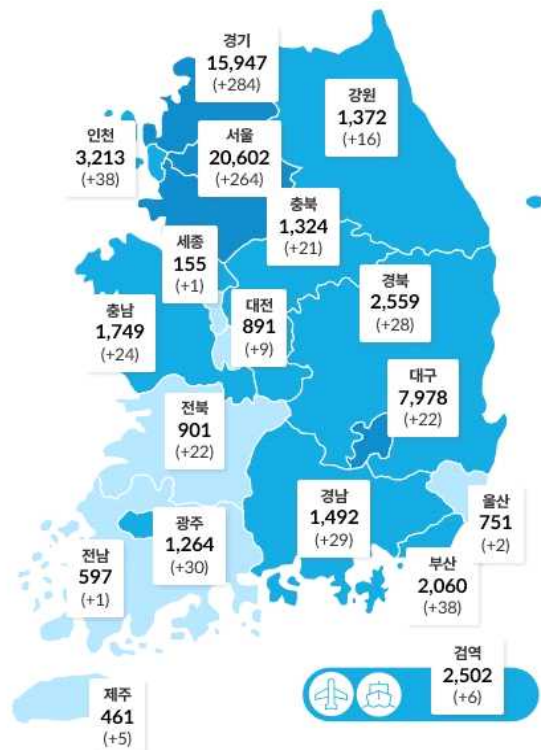 경기
15,947
(+284)
강원
1,372
(+16)
인천
3,213
(+38)
서울
20,602
(+264)
충북
1,324
(+21)
세종
155
(+1)
경북
2,559
(+28)
대전
891
(+9)
충남
1,749
(+24)
대구
7,978
(+22)
전북
901
(+22)
경남
1,492
(+29)
울산
751
(+2)
광주
1,264
(+30)
전남
597
(+1)
부산
2,060
(+38)
검역
2,502
(+6)
제주
461
(+5)